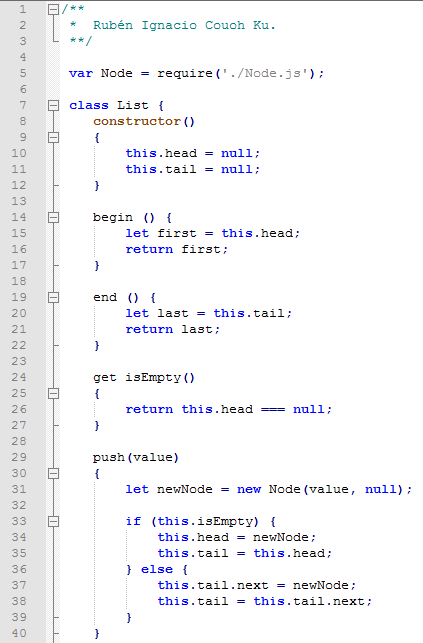 1 /**
2  *  Rubén Ignacio Couoh Ku.
3  **/
4
5 var Node = require('./Node.js');
6
7 class List {
8     constructor()
9     {
10         this.head = null;
11         this.tail = null;
12     }
13
14     begin () {
15         let first = this.head;
16         return first;
17     }
18
19     end () {
20         let last = this.tail;
21         return last;
22     }
23
24     get isEmpty()
25     {
26         return this.head === null;
27     }
28
29     push(value)
30     {
31         let newNode = new Node(value, null);
32
33         if (this.isEmpty) {
34             this.head = newNode;
35             this.tail = this.head;
36         } else {
37             this.tail.next = newNode;
38             this.tail = this.tail.next;
39         }
40     }